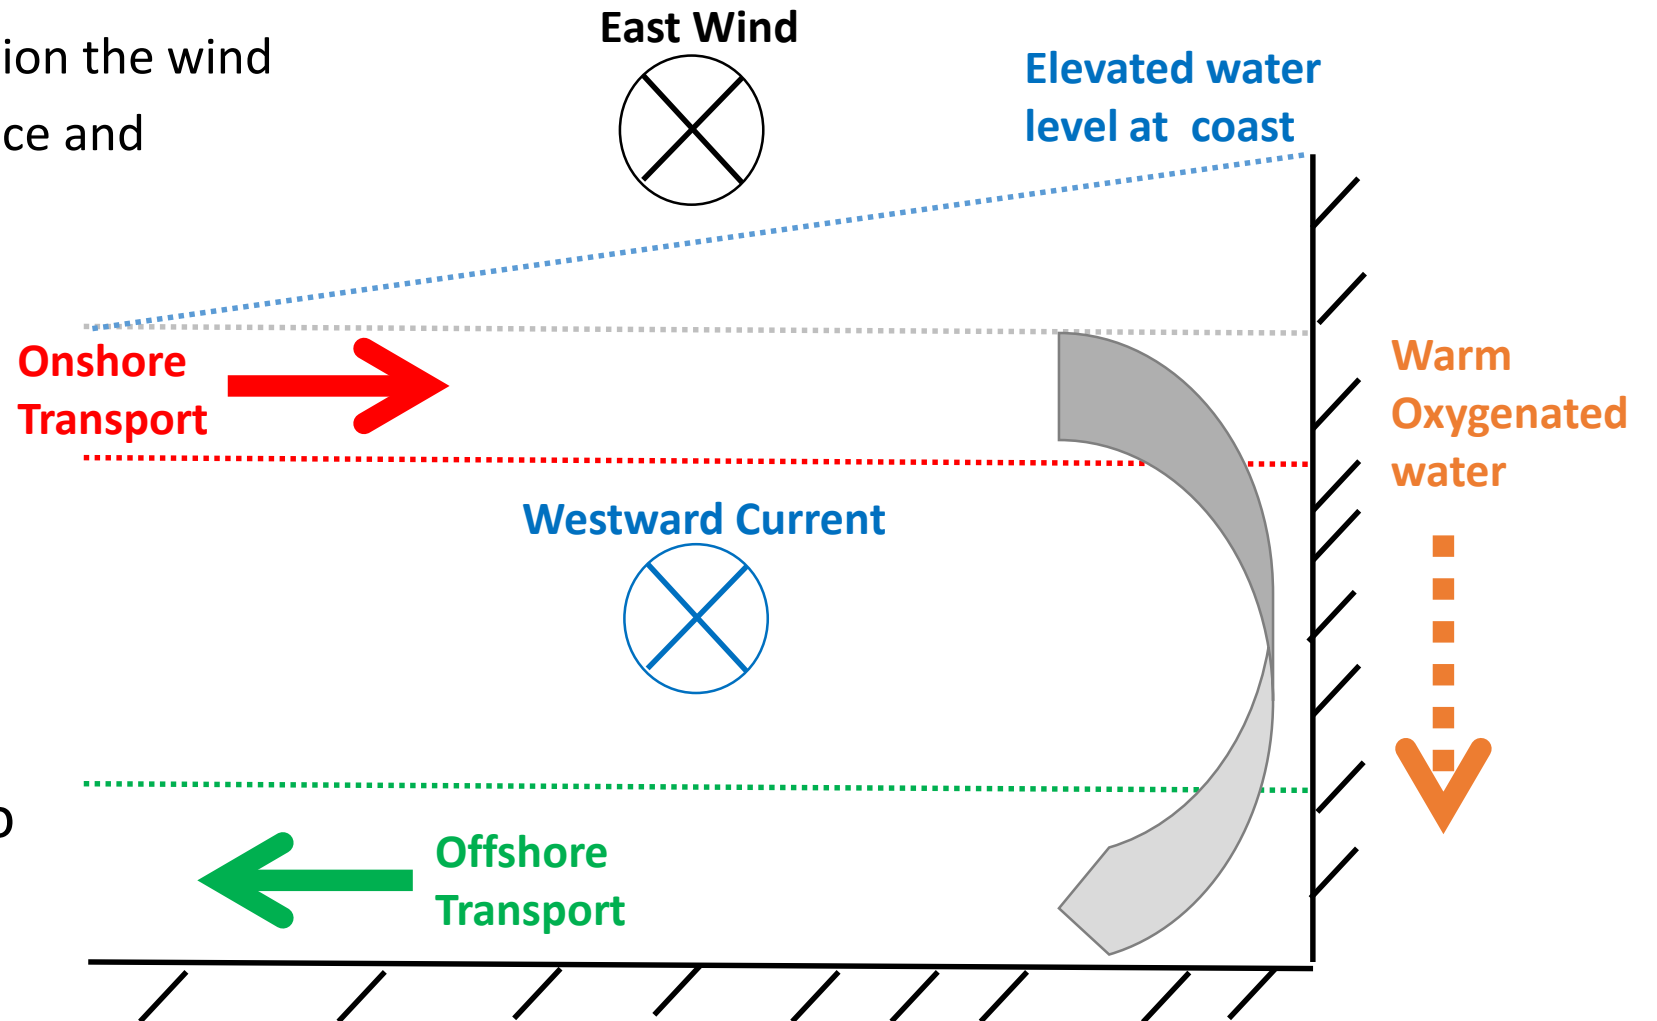 ion the wind
ce and
East Wind
Elevated water
level at coast
Onshore
Transport
Warm
Oxygenated
water
Westward Current
Offshore
Transport